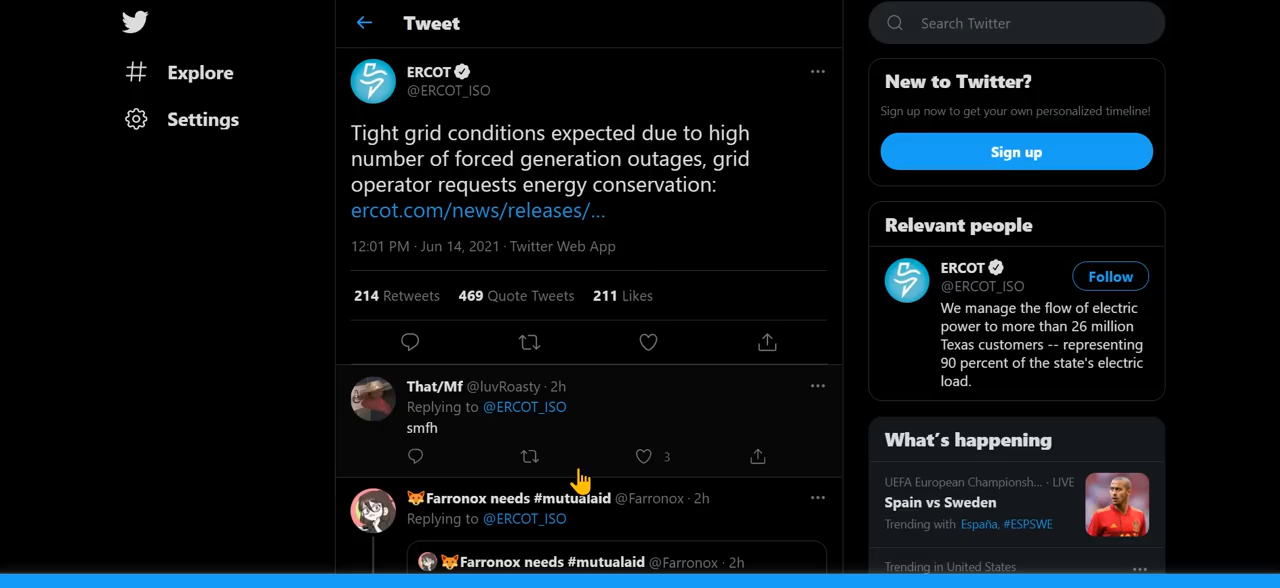 Explore
Settings
Tweet
ERCOT
@ERCOT_ISO
Tight grid conditions expected due to high
number of forced generation outages, grid
operator requests energy conservation:
ercot.com/news/releases/...
12:01 PM · Jun 14, 2021 · Twitter Web App
214 Retweets 469 Quote Tweets 211 Likes
That/Mf @luvRoasty · 2h
Replying to @ERCOT_ISO
smfh
3
Farronox needs #mutualaid @Farronox · 2h
Replying to @ERCOT_ISO
Farronox needs #mutualaid @Farronox · 2h
Search Twitter
New to Twitter?
Sign up now to get your own personalized timeline!
Sign up
Relevant people
ERCOT
@ERCOT_ISO
Follow
We manage the flow of electric
power to more than 26 million
Texas customers -- representing
90 percent of the state's electric
load.
What's happening
UEFA European Championsh... · LIVE
Spain vs Sweden
Trending with España, #ESPSWE
Trending in United States